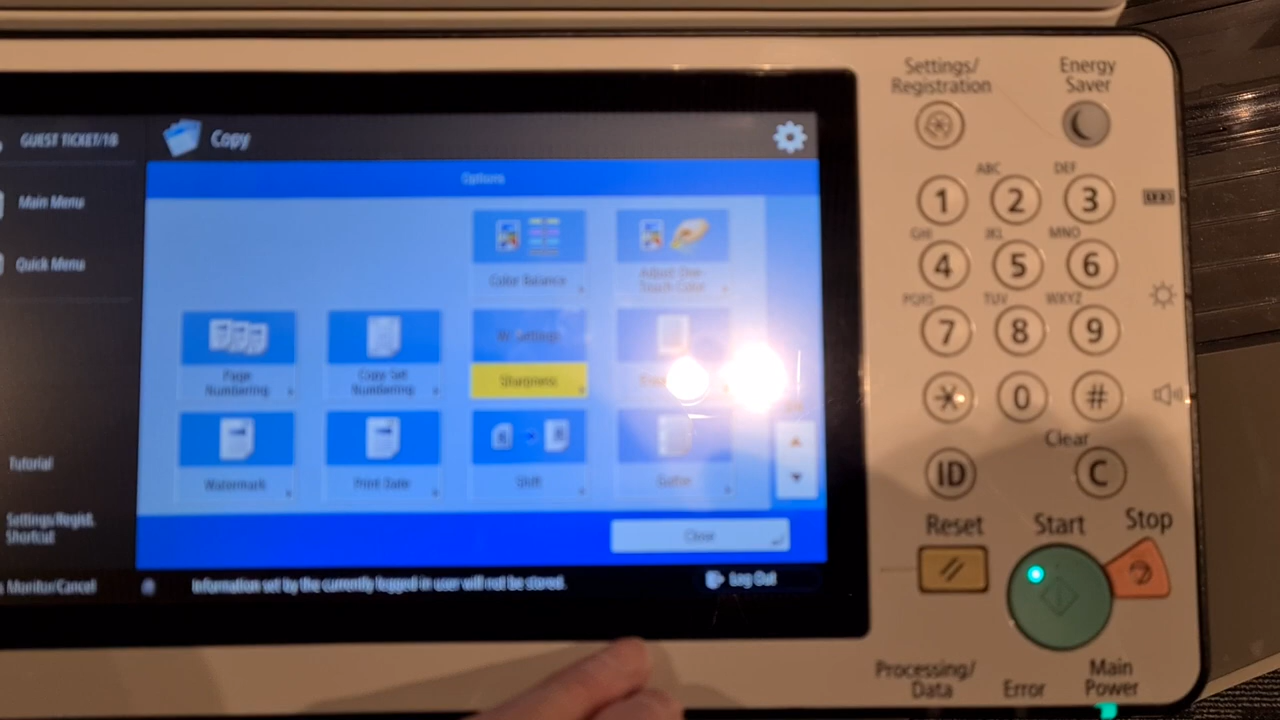 GUEST TICKET/18
Copy
Options
Main Menu
Quick Menu
Color Balance
Adjust One-
Touch Color
Page
Numbering
Copy Set
Numbering
Sharpness
Watermark
Print Date
Shift
Tutorial
Settings/Regist.
Shortcut
Close
Monitor/Cancel
Information set by the currently logged in user will not be stored.
Log Out
Settings/
Registration
Energy
Saver
ABC
DEF
1
2
3
123
GHI
JKL
MNO
4
5
6
PQRS
TUV
WXYZ
7
8
9
0
#
Clear
ID
C
Reset
Start
Stop
Processing/
Data
Error
Main
Power